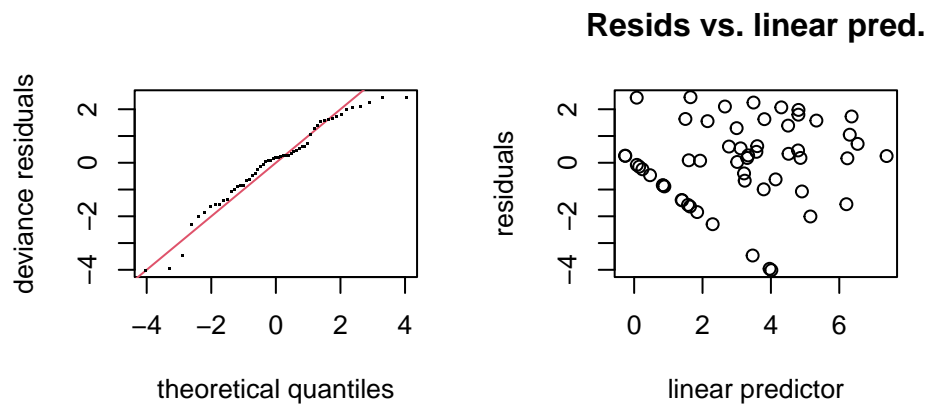 Resids vs. linear pred.
deviance residuals
2
0
−2
−4
−4 −2 0 2 4
theoretical quantiles
residuals
2
0
−2
−4
0 2 4 6
linear predictor